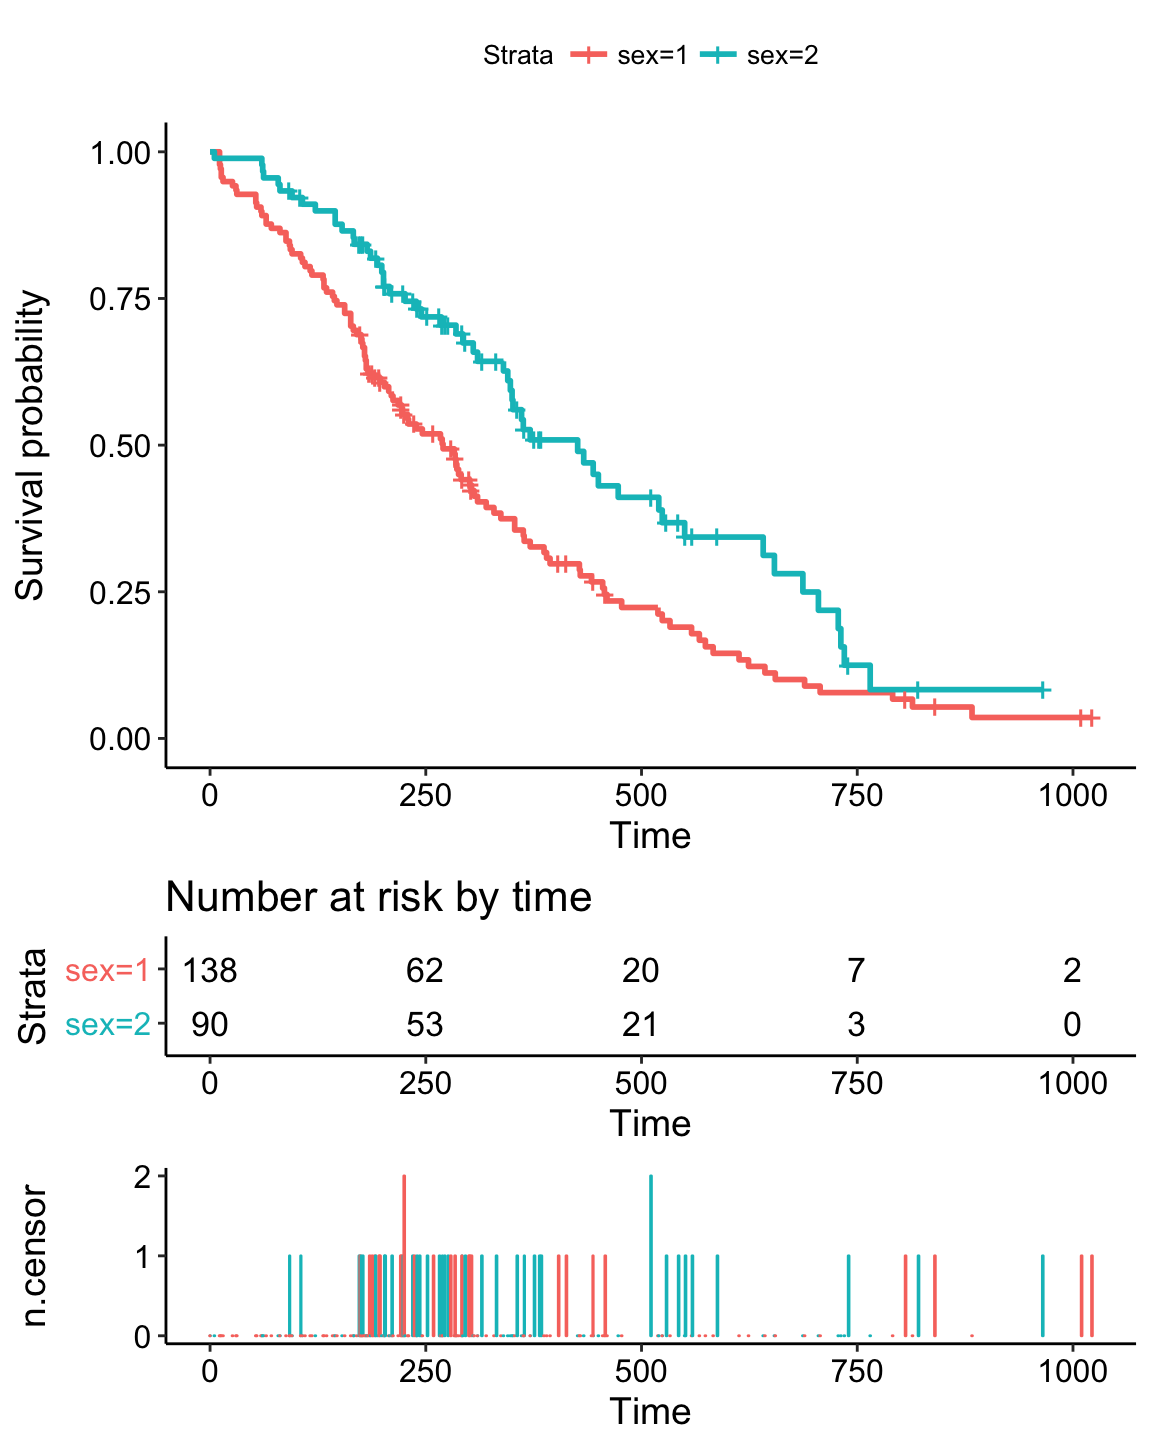 Strata sex=1 sex=2
Survival probability
1.00
0.75
0.50
0.25
0.00
0 250 500 750 1000
Time
Number at risk by time
Strata
sex=1 138 62 20 7 2
sex=2 90 53 21 3 0
0 250 500 750 1000
Time
n.censor
2
1
0
0 250 500 750 1000
Time